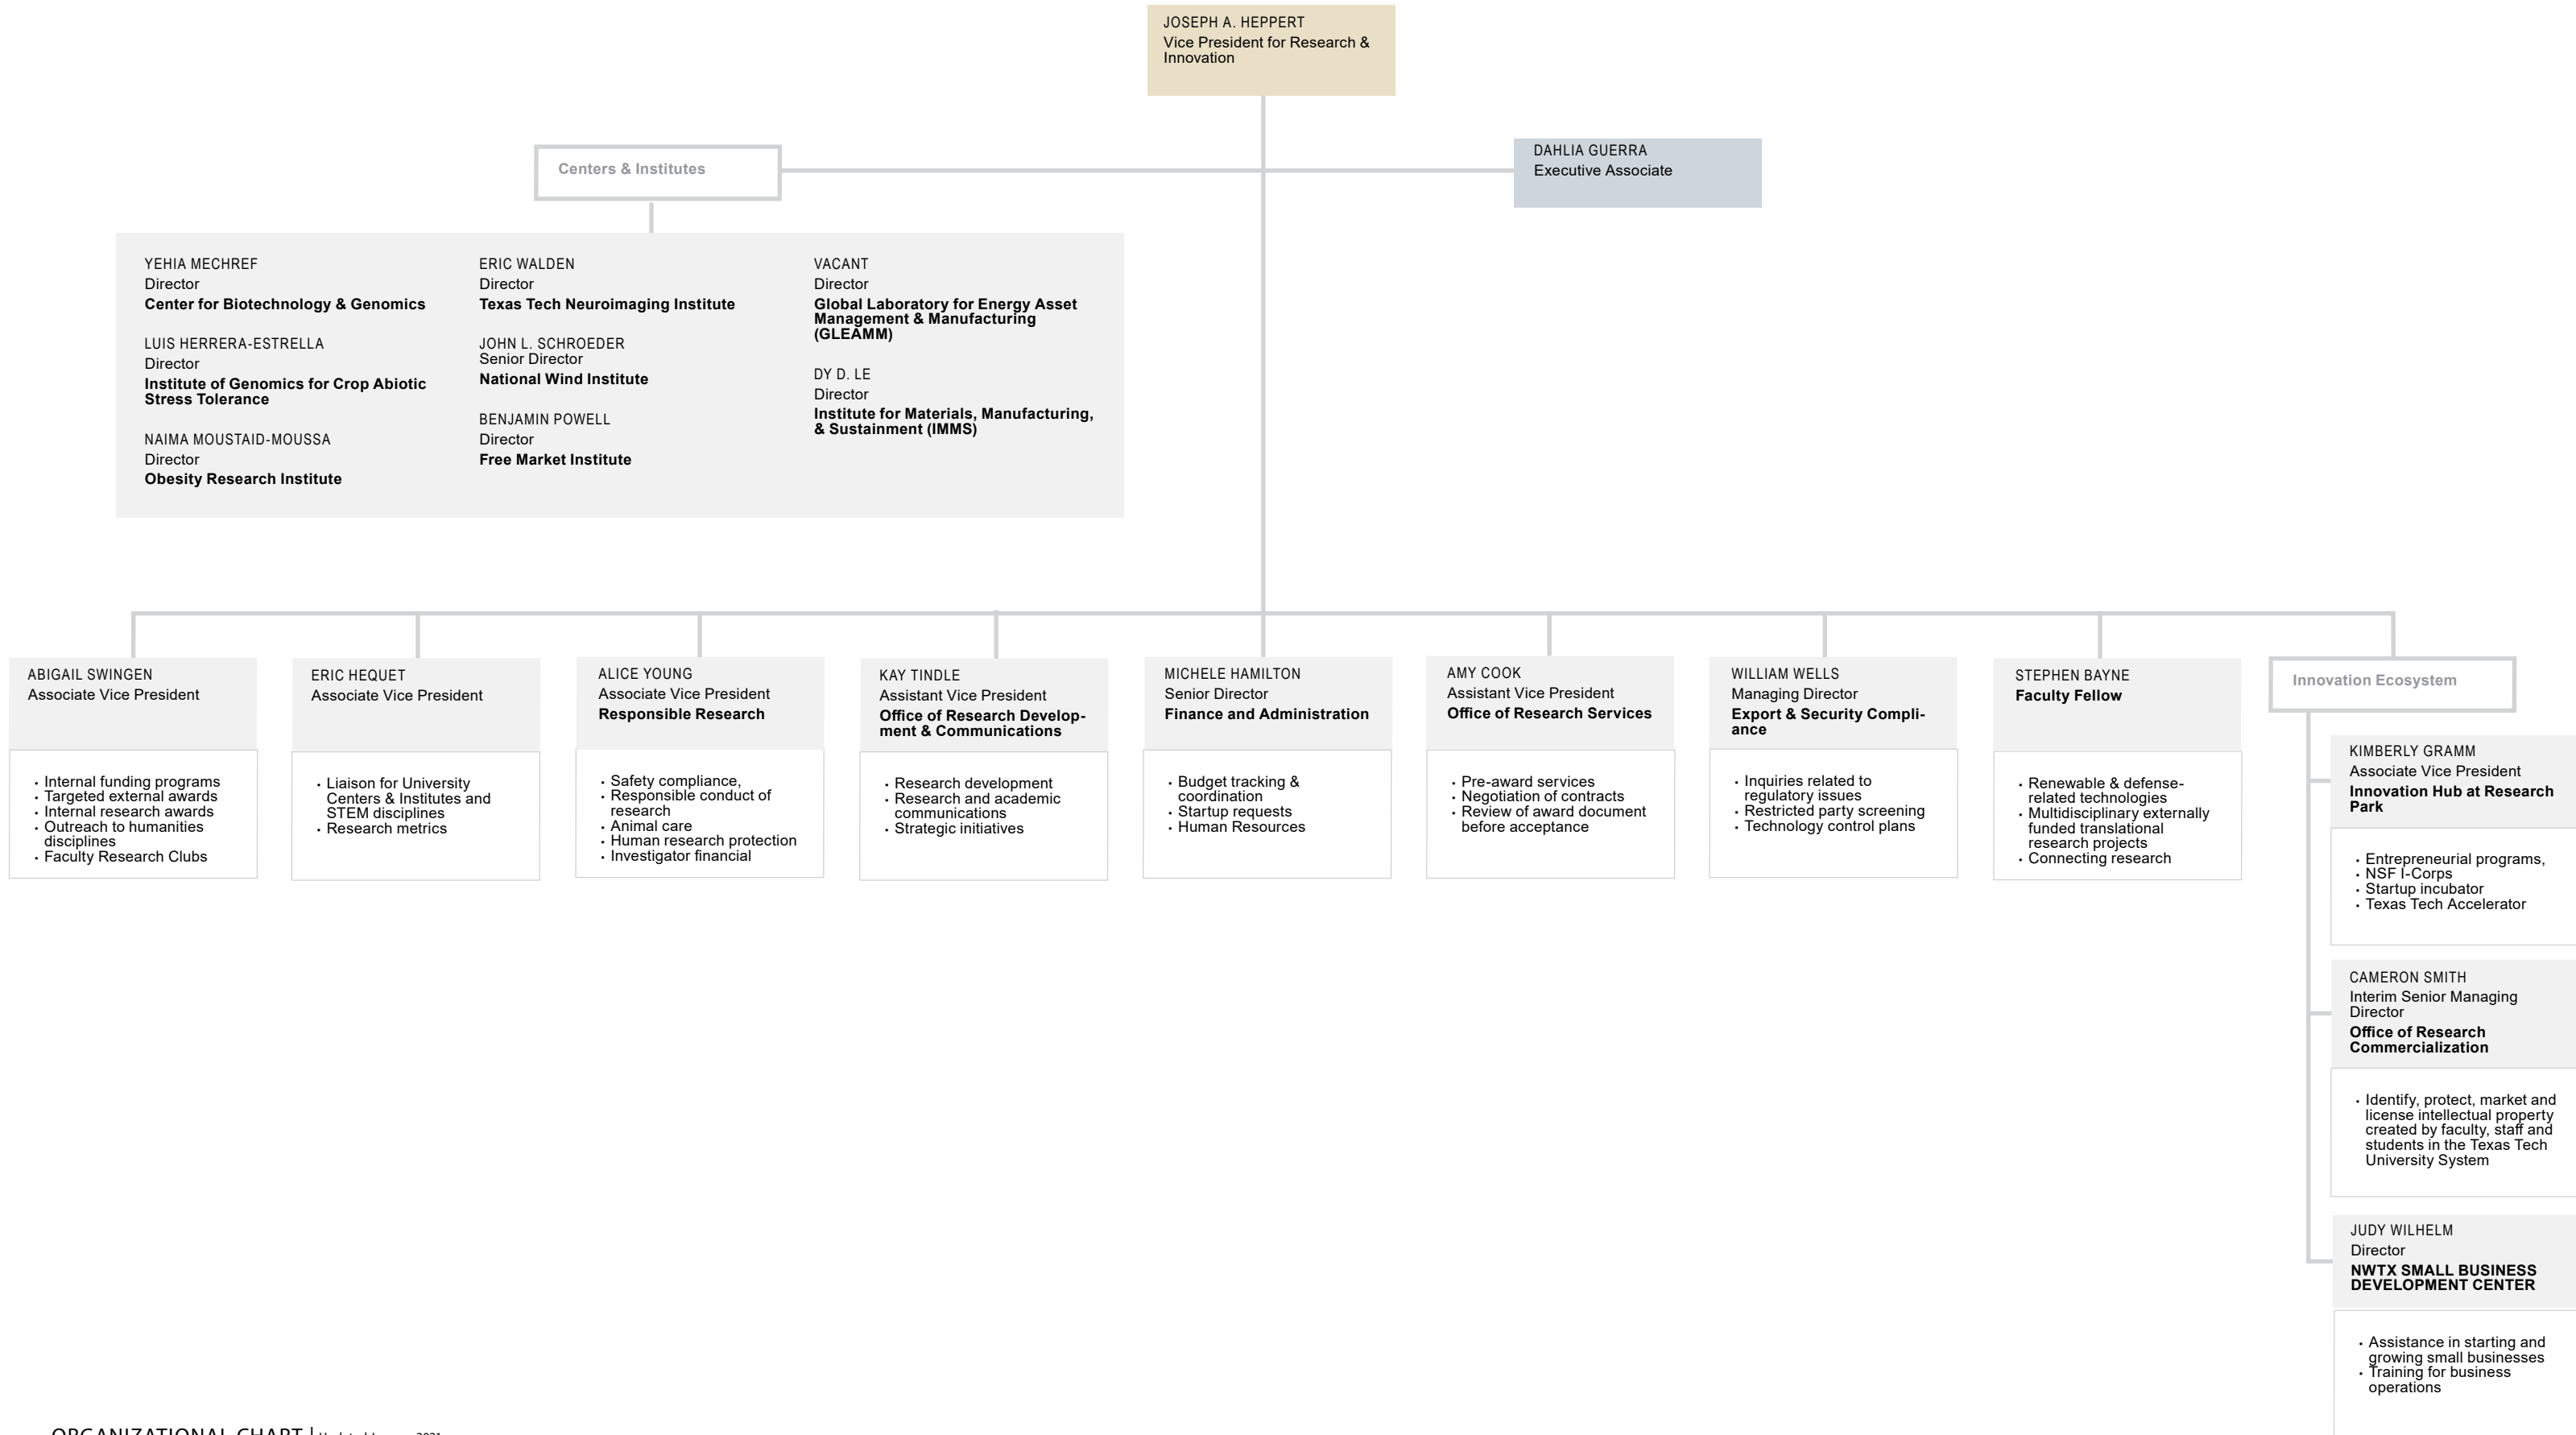 JOSEPH A. HEPPERT
Vice President for Research &
Innovation
Centers & Institutes
DAHLIA GUERRA
Executive Associate
YEHIA MECHREF
Director
Center for Biotechnology & Genomics
LUIS HERRERA-ESTRELLA
Director
Institute of Genomics for Crop Abiotic
Stress Tolerance
NAIMA MOUSTAID-MOUSSA
Director
Obesity Research Institute
ERIC WALDEN
Director
Texas Tech Neuroimaging Institute
JOHN L. SCHROEDER
Senior Director
National Wind Institute
BENJAMIN POWELL
Director
Free Market Institute
VACANT
Director
Global Laboratory for Energy Asset
Management & Manufacturing
(GLEAMM)
DY D. LE
Director
Institute for Materials, Manufacturing,
& Sustainment (IMMS)
ABIGAIL SWINGEN
Associate Vice President
• Internal funding programs
• Targeted external awards
• Internal research awards
• Outreach to humanities
disciplines
• Faculty Research Clubs
ERIC HEQUET
Associate Vice President
• Liaison for University
Centers & Institutes and
STEM disciplines
• Research metrics
ALICE YOUNG
Associate Vice President
Responsible Research
• Safety compliance,
• Responsible conduct of
research
• Animal care
• Human research protection
• Investigator financial
KAY TINDLE
Assistant Vice President
Office of Research Develop-
ment & Communications
• Research development
• Research and academic
communications
• Strategic initiatives
MICHELE HAMILTON
Senior Director
Finance and Administration
• Budget tracking &
coordination
• Startup requests
• Human Resources
AMY COOK
Assistant Vice President
Office of Research Services
• Pre-award services
• Negotiation of contracts
• Review of award document
before acceptance
WILLIAM WELLS
Managing Director
Export & Security Compli-
ance
• Inquiries related to
regulatory issues
• Restricted party screening
• Technology control plans
STEPHEN BAYNE
Faculty Fellow
• Renewable & defense-
related technologies
• Multidisciplinary externally
funded translational
research projects
• Connecting research
Innovation Ecosystem
KIMBERLY GRAMM
Associate Vice President
Innovation Hub at Research
Park
• Entrepreneurial programs,
• NSF I-Corps
• Startup incubator
• Texas Tech Accelerator
CAMERON SMITH
Interim Senior Managing
Director
Office of Research
Commercialization
• Identify, protect, market and
license intellectual property
created by faculty, staff and
students in the Texas Tech
University System
JUDY WILHELM
Director
NWTX SMALL BUSINESS
DEVELOPMENT CENTER
• Assistance in starting and
growing small businesses
• Training for business
operations
ORGANIZATIONAL CHART | 2021